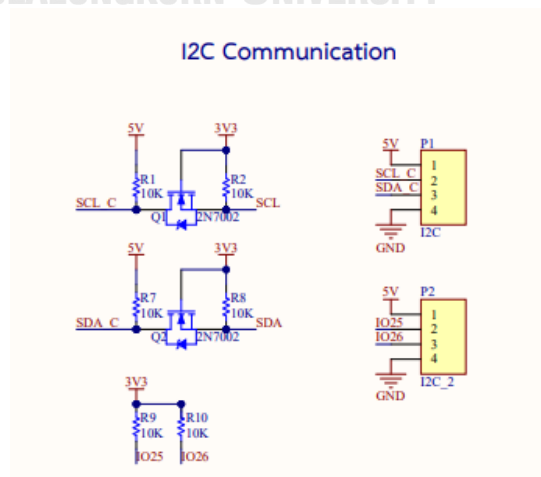 CHULALONGKORN UNIVERSITY
I2C Communication
5V 3V3
R1 R2
10K 10K
SCL_C SCL
Q1 2N7002
5V 3V3
R7 R8
10K 10K
SDA_C SDA
Q2 2N7002
3V3
R9 R10
10K 10K
IO25 IO26
5V P1
1
SCL_C 2
SDA_C 3
4
GND I2C
5V P2
1
IO25 2
IO26 3
4
GND I2C_2